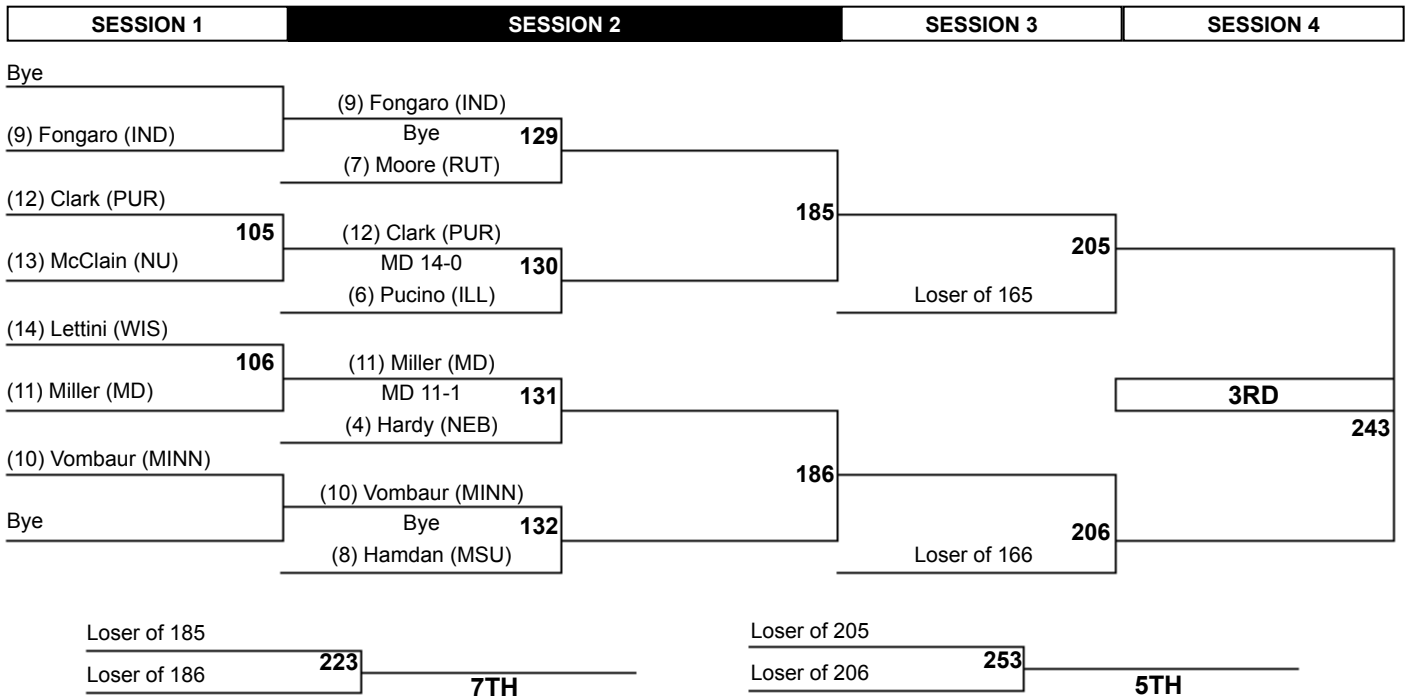 SESSION 1
SESSION 2
SESSION 3
SESSION 4
Bye
(9) Fongaro (IND)
(12) Clark (PUR)
105
(13) McClain (NU)
(14) Lettini (WIS)
106
(11) Miller (MD)
(10) Vombaur (MINN)
Bye
(9) Fongaro (IND)
Bye
129
(7) Moore (RUT)
(12) Clark (PUR)
MD 14-0
130
(6) Pucino (ILL)
(11) Miller (MD)
MD 11-1
131
(4) Hardy (NEB)
(10) Vombaur (MINN)
Bye
132
(8) Hamdan (MSU)
185
186
205
Loser of 165
206
Loser of 166
3RD
243
Loser of 185
223
Loser of 186
7TH
Loser of 205
253
Loser of 206
5TH